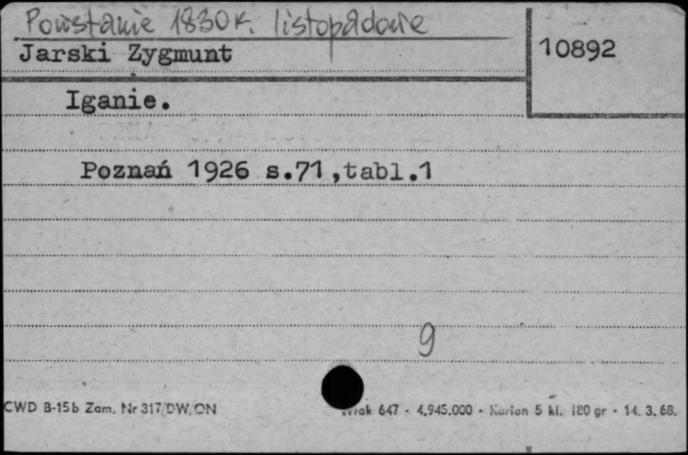 Powstanie 1830r. listopadowe
Jarski Zygmunt
10892
Iganie.
Poznań 1926 s.71,tabl.1
9
CWD B-15b Zam. Nr 317/DW/ON
647 - 4.945.000 - Karton 5 kl. 180 gr - 14. 3. 68.